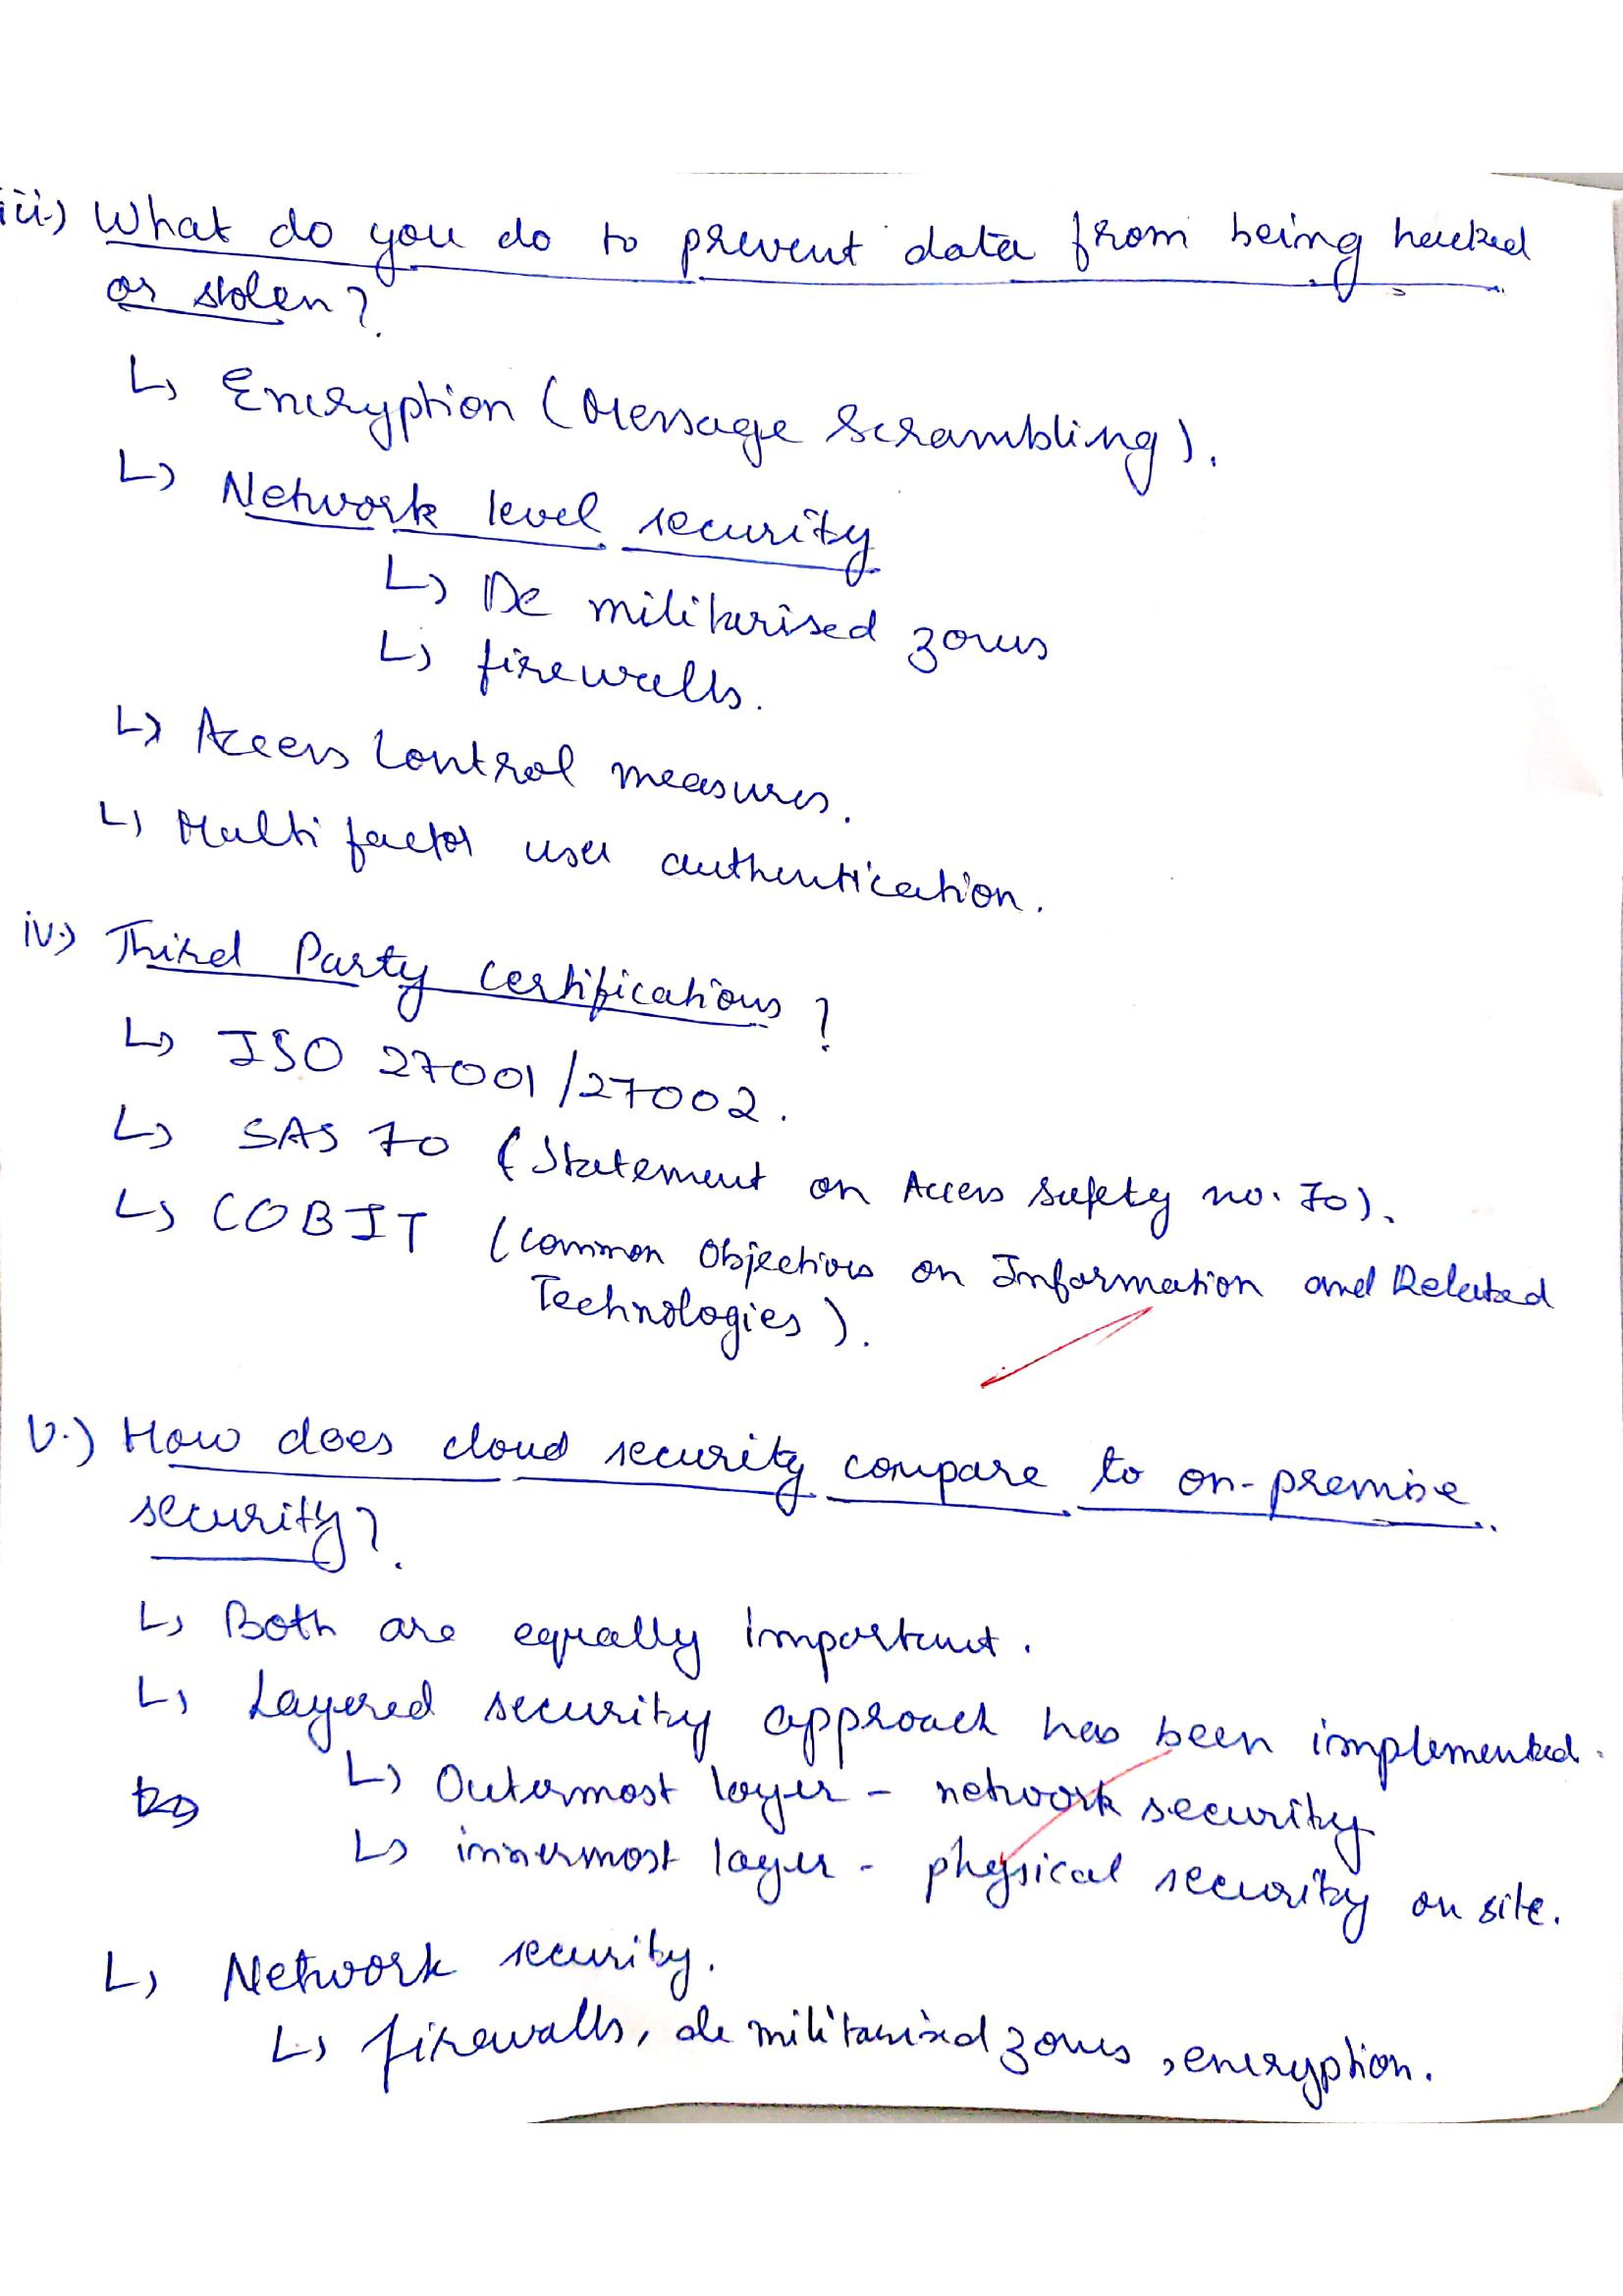 iii.) What do you do to prevent data from being hacked
or stolen?
↳ Encryption (Message Scrambling).
↳ Network level security
↳ De militarised zones
↳ firewalls.
↳ Access Control measures.
↳ Multi factor user authentication.
iv.) Third Party Certifications?
↳ ISO 27001/27002.
↳ SAS 70 (Statement on Access Safety no. 70).
↳ COBIT (Common Objectives on Information and Related
Technologies).
v.) How does cloud security compare to on-premise
security?
↳ Both are equally important.
↳ Layered security approach has been implemented.
↳ Outermost layer - network security
↳ innermost layer - physical security on site.
↳ Network security.
↳ firewalls, de militarised zones, encryption.